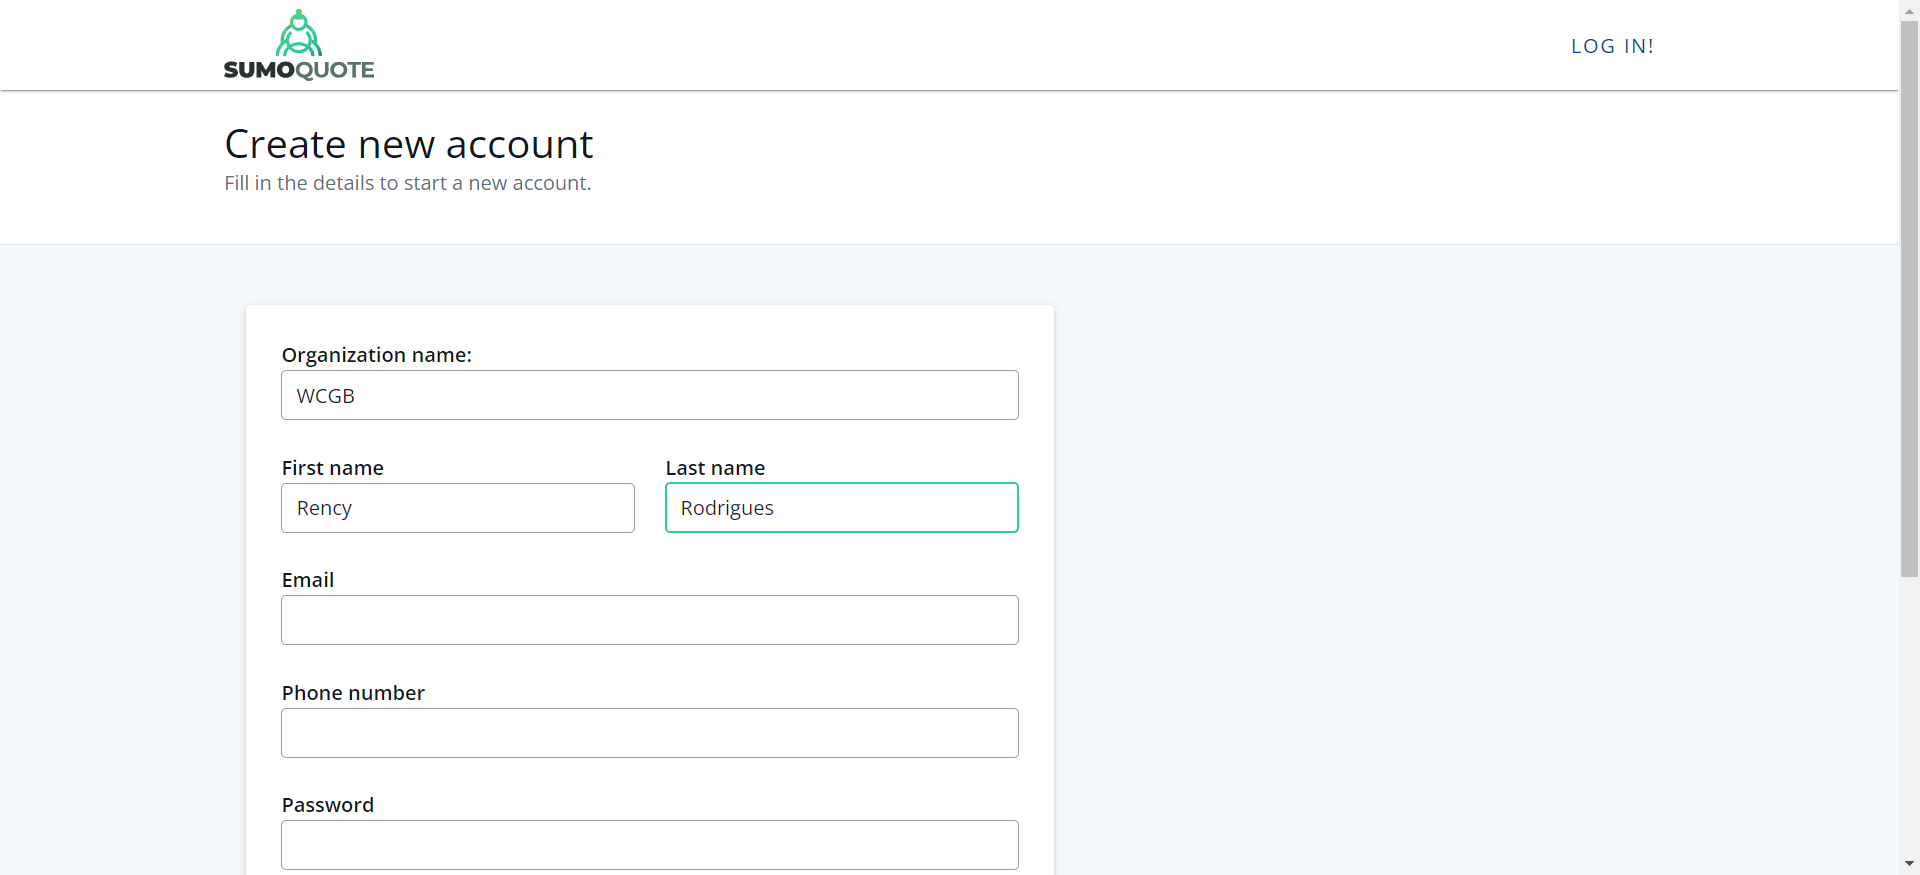 SUMOQUOTE
LOG IN!
Create new account
Fill in the details to start a new account.
Organization name:
WCGB
First name
Last name
Rency
Rodrigues
Email
Phone number
Password